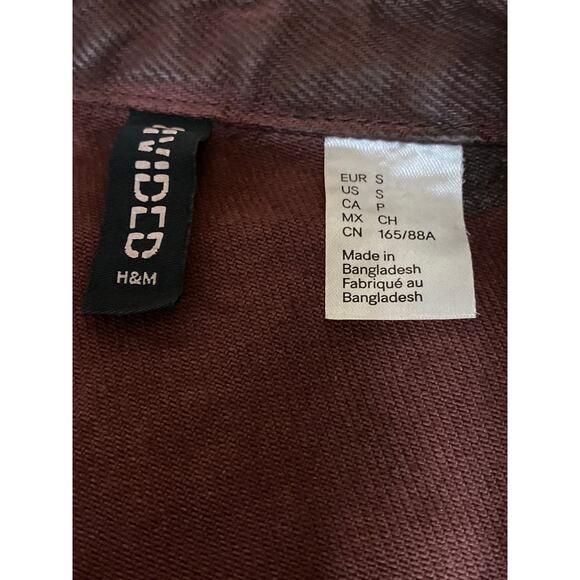 DIVIDED
H&M
EUR S
US S
CA P
MX CH
CN 165/88A
Made in
Bangladesh
Fabriqué au
Bangladesh